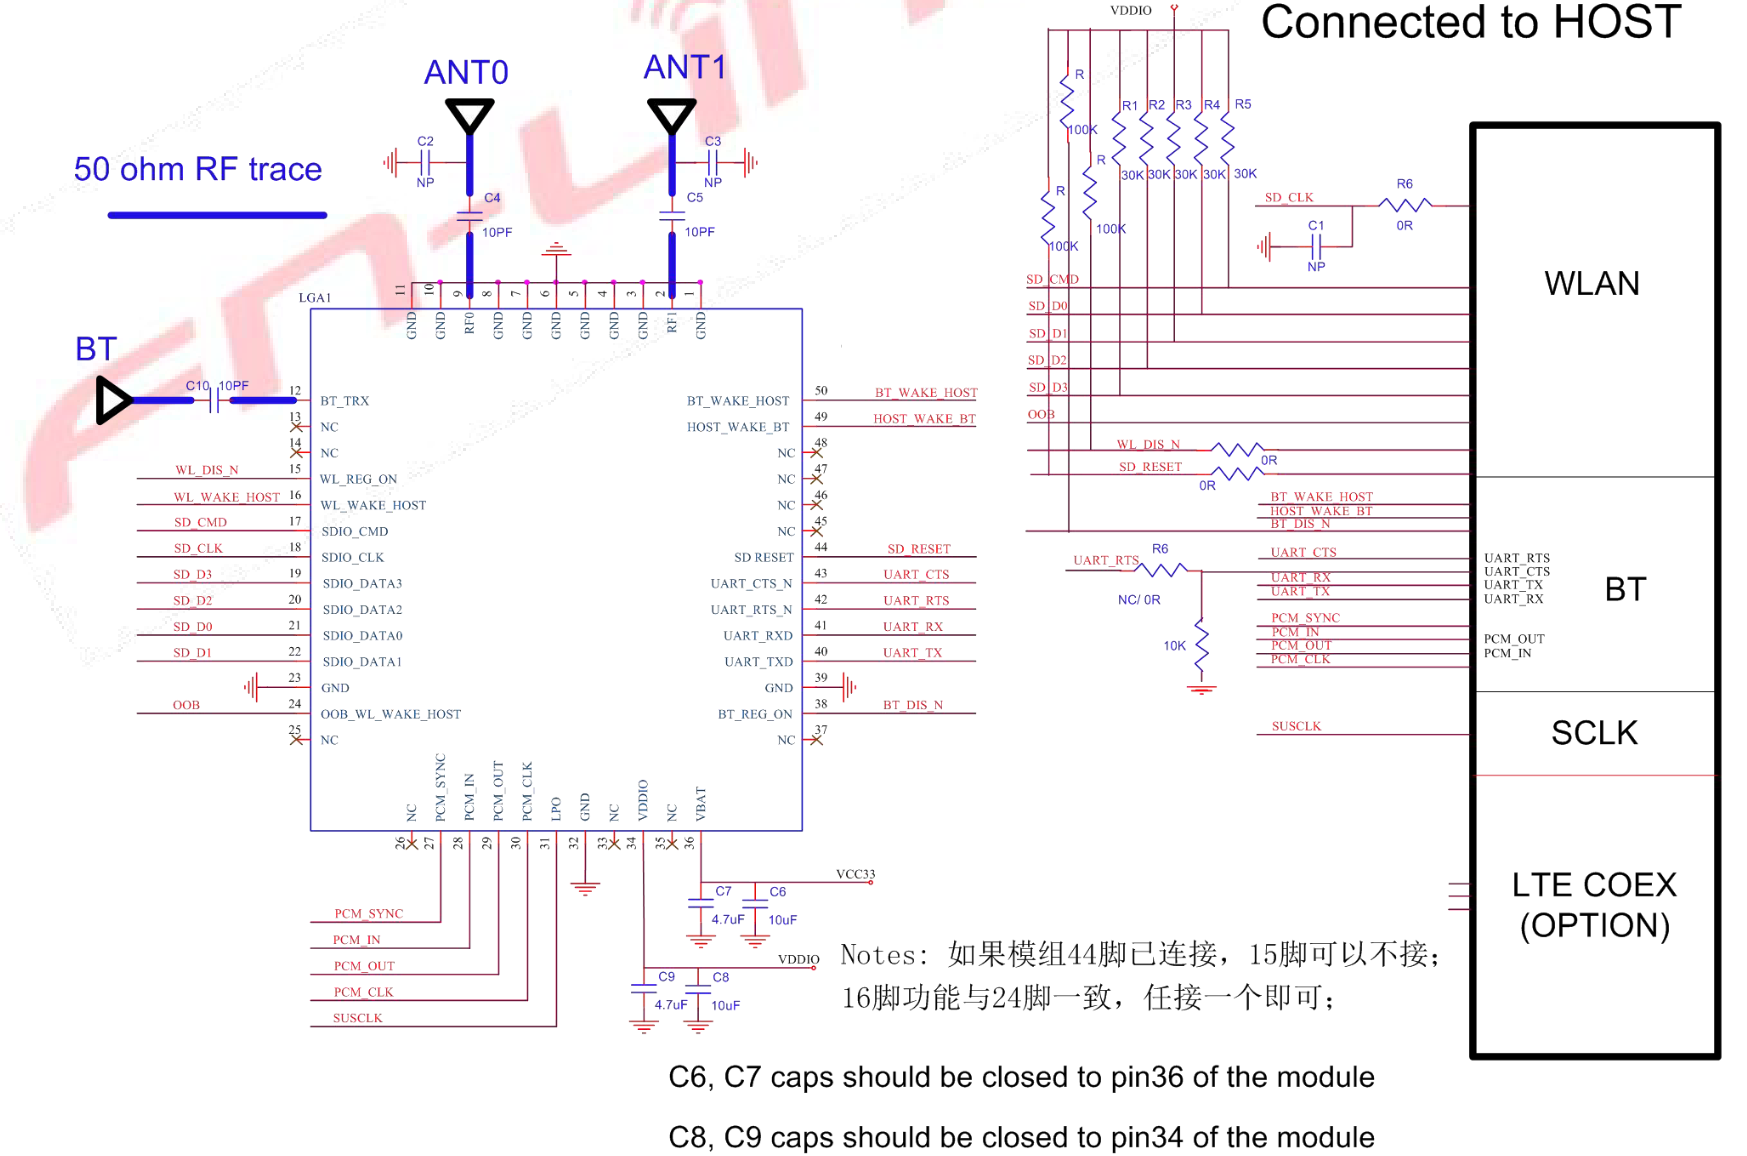 VDDIO
Connected to HOST
ANT0
ANT1
50 ohm RF trace
C2
NP
C3
NP
C4
10PF
C5
10PF
11 10 9 8 7 6 5 4 3 2 1
LGA1
GND GND RF0 GND GND GND GND GND GND RF1 GND
BT
C10 10PF
12 BT_TRX
13 NC
14 NC
WL_DIS_N 15 WL_REG_ON
WL_WAKE_HOST 16 WL_WAKE_HOST
SD_CMD 17 SDIO_CMD
SD_CLK 18 SDIO_CLK
SD_D3 19 SDIO_DATA3
SD_D2 20 SDIO_DATA2
SD_D0 21 SDIO_DATA0
SD_D1 22 SDIO_DATA1
23 GND
OOB 24 OOB_WL_WAKE_HOST
25 NC
BT_WAKE_HOST 50 BT_WAKE_HOST
HOST_WAKE_BT 49 HOST_WAKE_BT
NC 48
NC 47
NC 46
NC 45
SD RESET 44 SD_RESET
UART_CTS_N 43 UART_CTS
UART_RTS_N 42 UART_RTS
UART_RXD 41 UART_RX
UART_TXD 40 UART_TX
GND 39
BT_REG_ON 38 BT_DIS_N
NC 37
NC PCM_SYNC PCM_IN PCM_OUT PCM_CLK LPO GND NC VDDIO NC VBAT
26 27 28 29 30 31 32 33 34 35 36
PCM_SYNC
PCM_IN
PCM_OUT
PCM_CLK
SUSCLK
VCC33
C7
4.7uF
C6
10uF
VDDIO
C9
4.7uF
C8
10uF
R
100K
R
100K
R
100K
R1 R2 R3 R4 R5
30K 30K 30K 30K 30K
SD_CLK
R6
0R
C1
NP
SD_CMD
SD_D0
SD_D1
SD_D2
SD_D3
OOB
WL_DIS_N
0R
SD_RESET
0R
WLAN
BT_WAKE_HOST
HOST_WAKE_BT
BT_DIS_N
UART_RTS
R6
NC/ 0R
10K
UART_CTS
UART_RX
UART_TX
PCM_SYNC
PCM_IN
PCM_OUT
PCM_CLK
UART_RTS
UART_CTS
UART_TX
UART_RX
PCM_OUT
PCM_IN
BT
SUSCLK
SCLK
LTE COEX
(OPTION)
Notes: 如果模组44脚已连接，15脚可以不接；
16脚功能与24脚一致，任接一个即可；
C6, C7 caps should be closed to pin36 of the module
C8, C9 caps should be closed to pin34 of the module